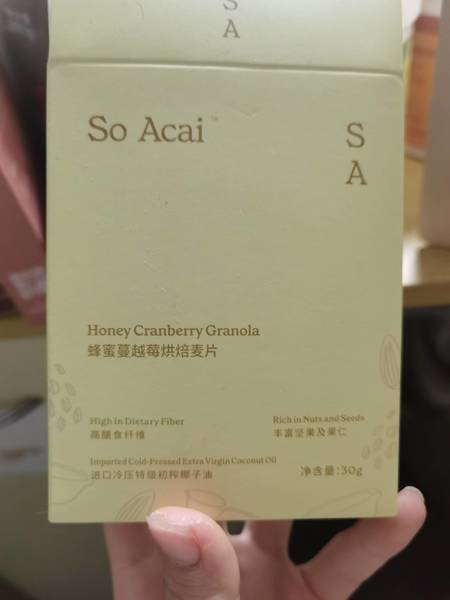 S
A
So Acai™
S
A
Honey Cranberry Granola
蜂蜜蔓越莓烘焙麦片
High in Dietary Fiber
高膳食纤维
Rich in Nuts and Seeds
丰富坚果及果仁
Imported Cold-Pressed Extra Virgin Coconut Oil
进口冷压特级初榨椰子油
净含量:30g